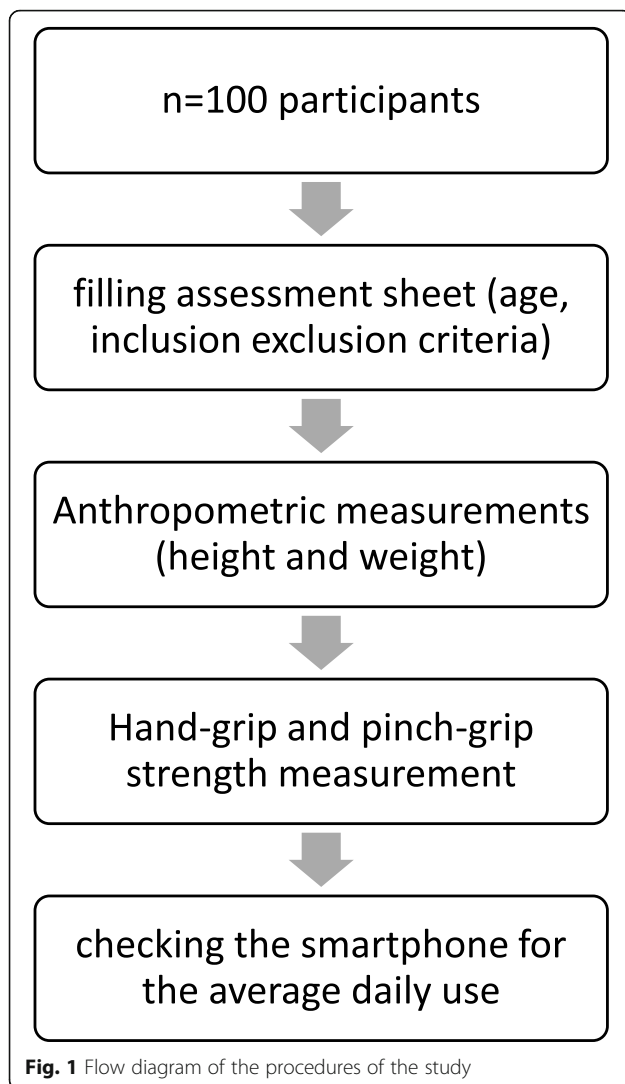 n=100 participants
filling assessment sheet (age,
inclusion exclusion criteria)
Anthropometric measurements
(height and weight)
Hand-grip and pinch-grip
strength measurement
checking the smartphone for
the average daily use
Fig. 1 Flow diagram of the procedures of the study